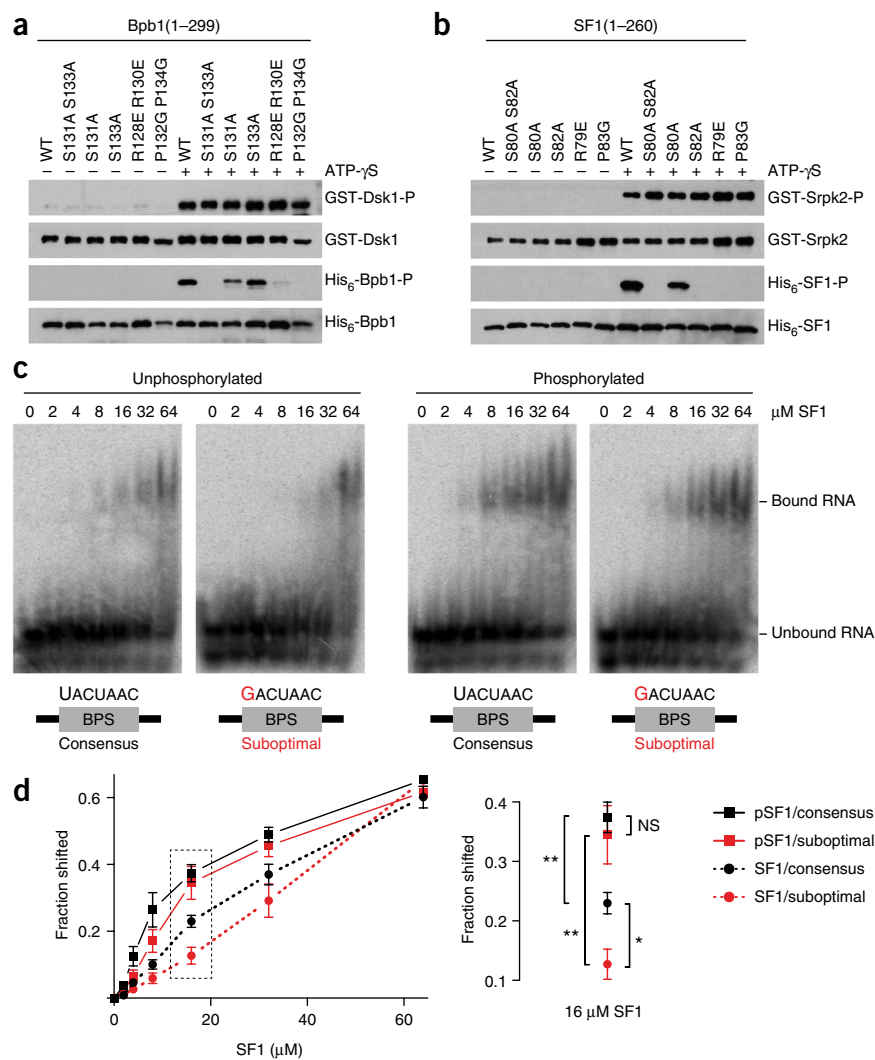 a
Bpb1(1–299)
WT
S131A S133A
S131A
S133A
R128E R130E
P132G P134G
WT
S131A S133A
S131A
S133A
R128E R130E
P132G P134G
– – – – – – + + + + + + ATP-γS
GST-Dsk1-P
GST-Dsk1
His6-Bpb1-P
His6-Bpb1
b
SF1(1–260)
WT
S80A S82A
S80A
S82A
R79E
P83G
WT
S80A S82A
S80A
S82A
R79E
P83G
– – – – – – + + + + + + ATP-γS
GST-Srpk2-P
GST-Srpk2
His6-SF1-P
His6-SF1
c
Unphosphorylated
Phosphorylated
0 2 4 8 16 32 64
0 2 4 8 16 32 64
0 2 4 8 16 32 64
0 2 4 8 16 32 64
μM SF1
Bound RNA
Unbound RNA
UACUAAC
BPS
Consensus
GACUAAC
BPS
Suboptimal
UACUAAC
BPS
Consensus
GACUAAC
BPS
Suboptimal
d
Fraction shifted
0.6
0.4
0.2
0 20 40 60
SF1 (μM)
Fraction shifted
0.4
0.3
0.2
0.1
**
**
NS
*
16 μM SF1
pSF1/consensus
pSF1/suboptimal
SF1/consensus
SF1/suboptimal